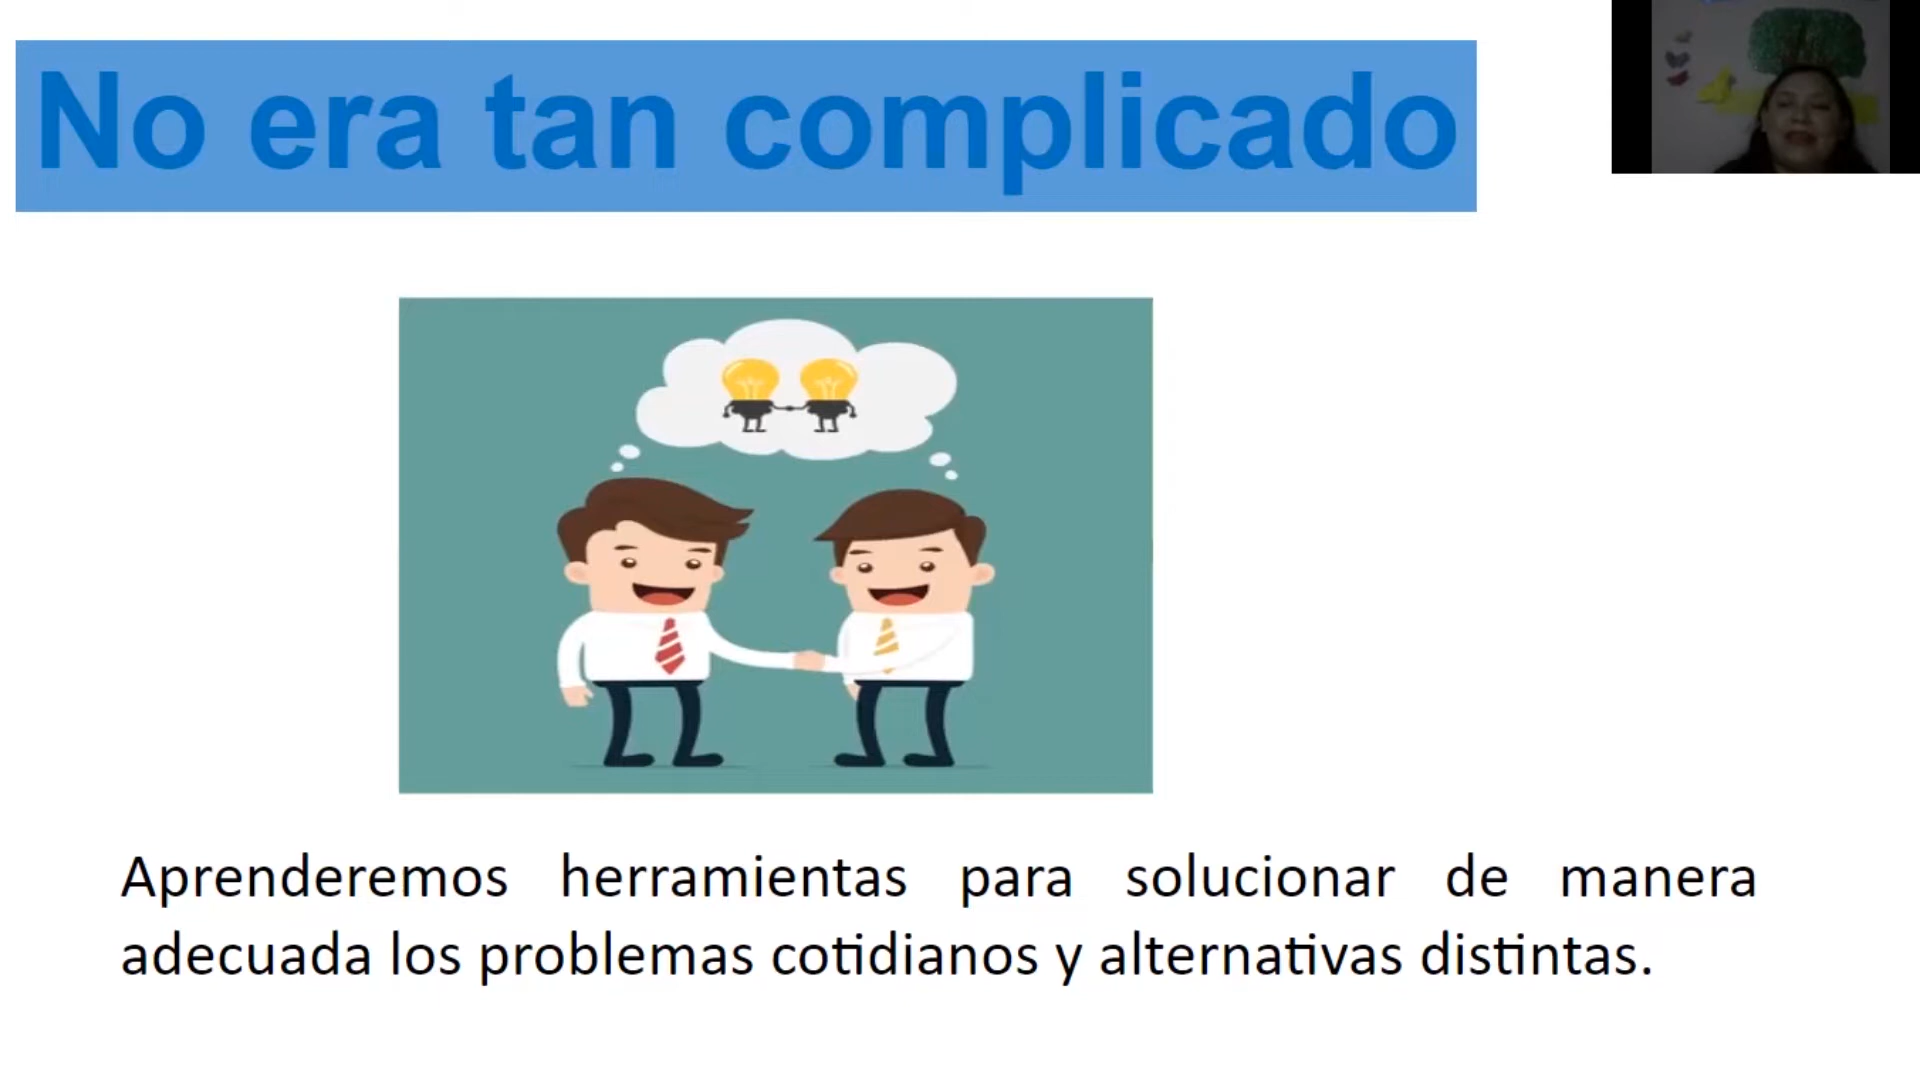 No era tan complicado
Aprenderemos herramientas para solucionar de manera
adecuada los problemas cotidianos y alternativas distintas.